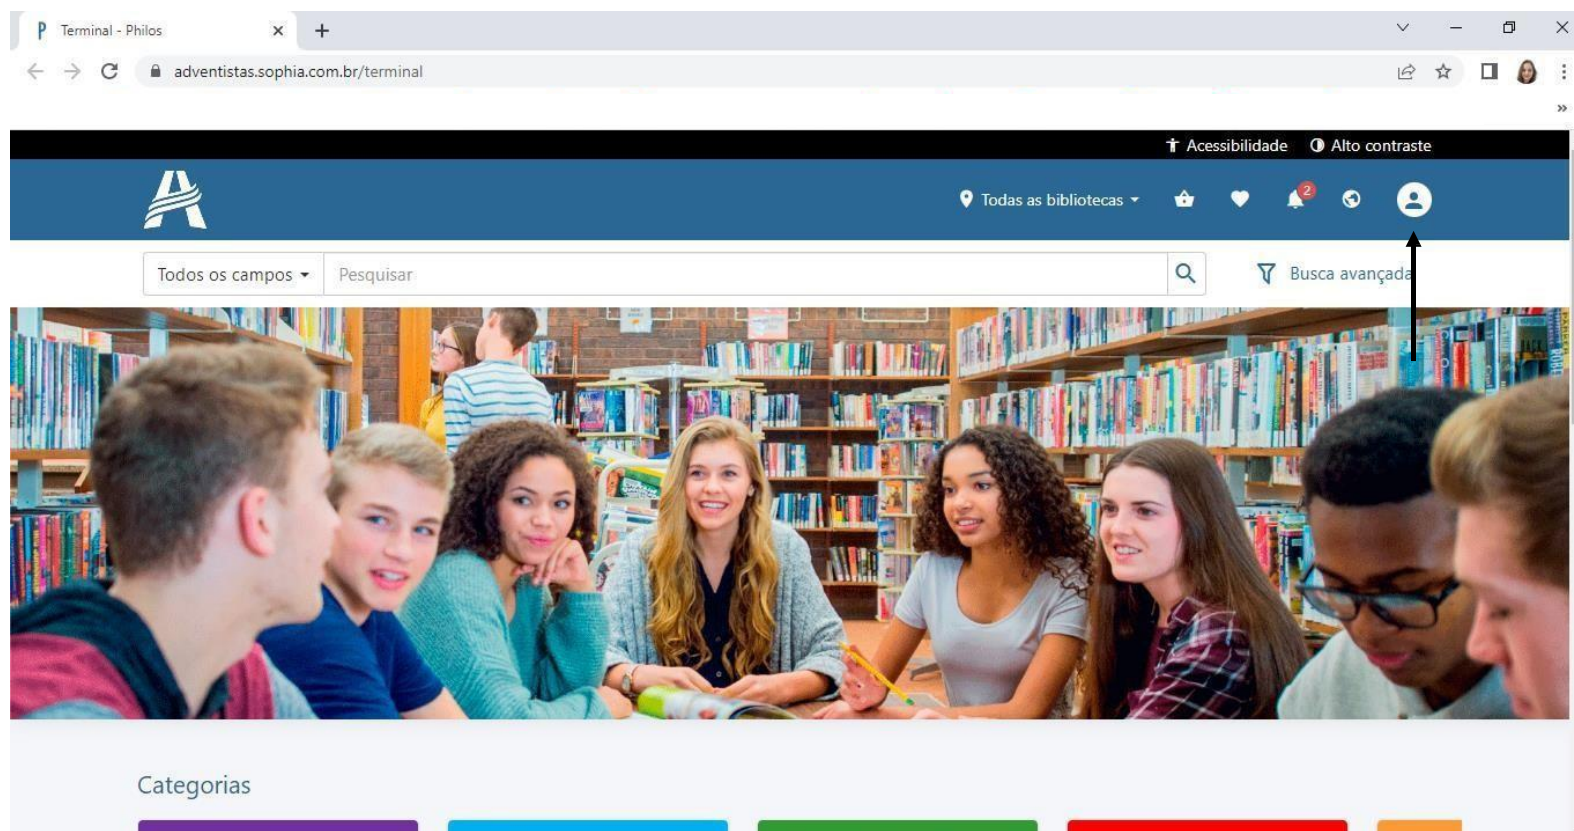 P Terminal - Philos
adventistas.sophia.com.br/terminal
»
Acessibilidade Alto contraste
Todas as bibliotecas 2
Todos os campos Pesquisar Busca avançada
Categorias